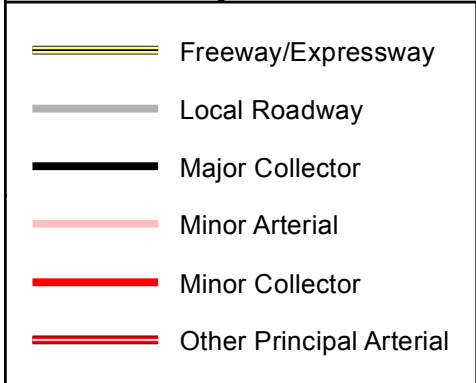 Freeway/Expressway
Local Roadway
Major Collector
Minor Arterial
Minor Collector
Other Principal Arterial